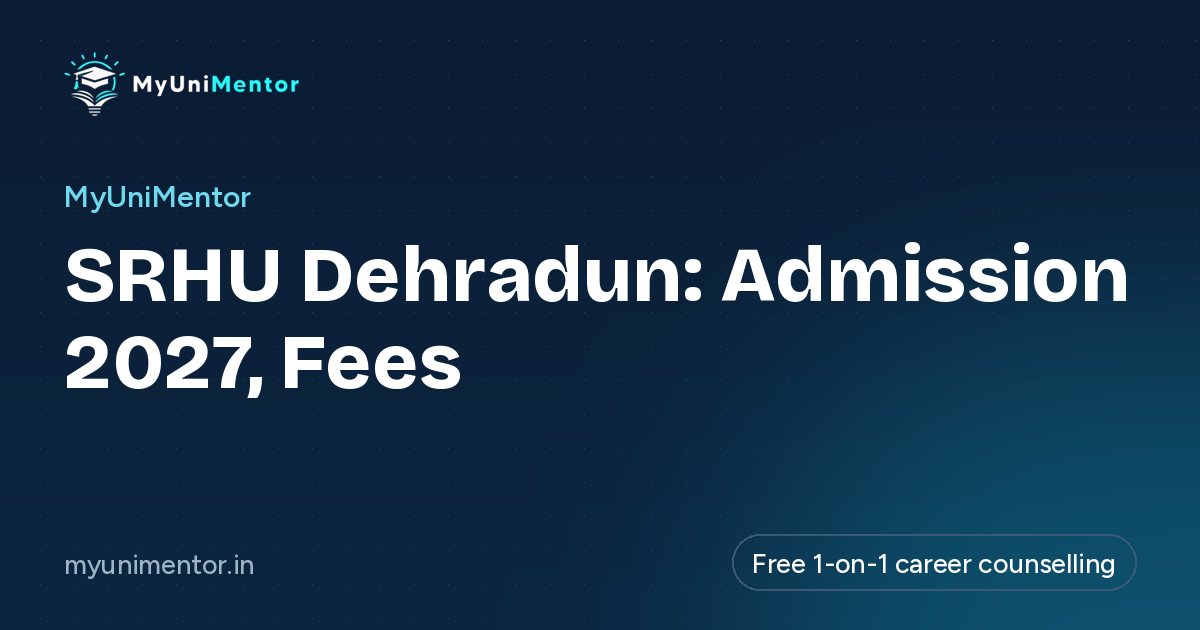 MyUniMentor
MyUniMentor
SRHU Dehradun: Admission
2027, Fees
myunimentor.in
Free 1-on-1 career counselling